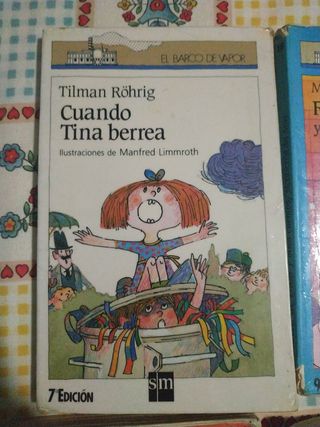 EL BARCO DE VAPOR
Tilman Röhrig
Cuando
Tina berrea
Ilustraciones de Manfred Limmroth
7ª EDICIÓN
sm
M
F
y